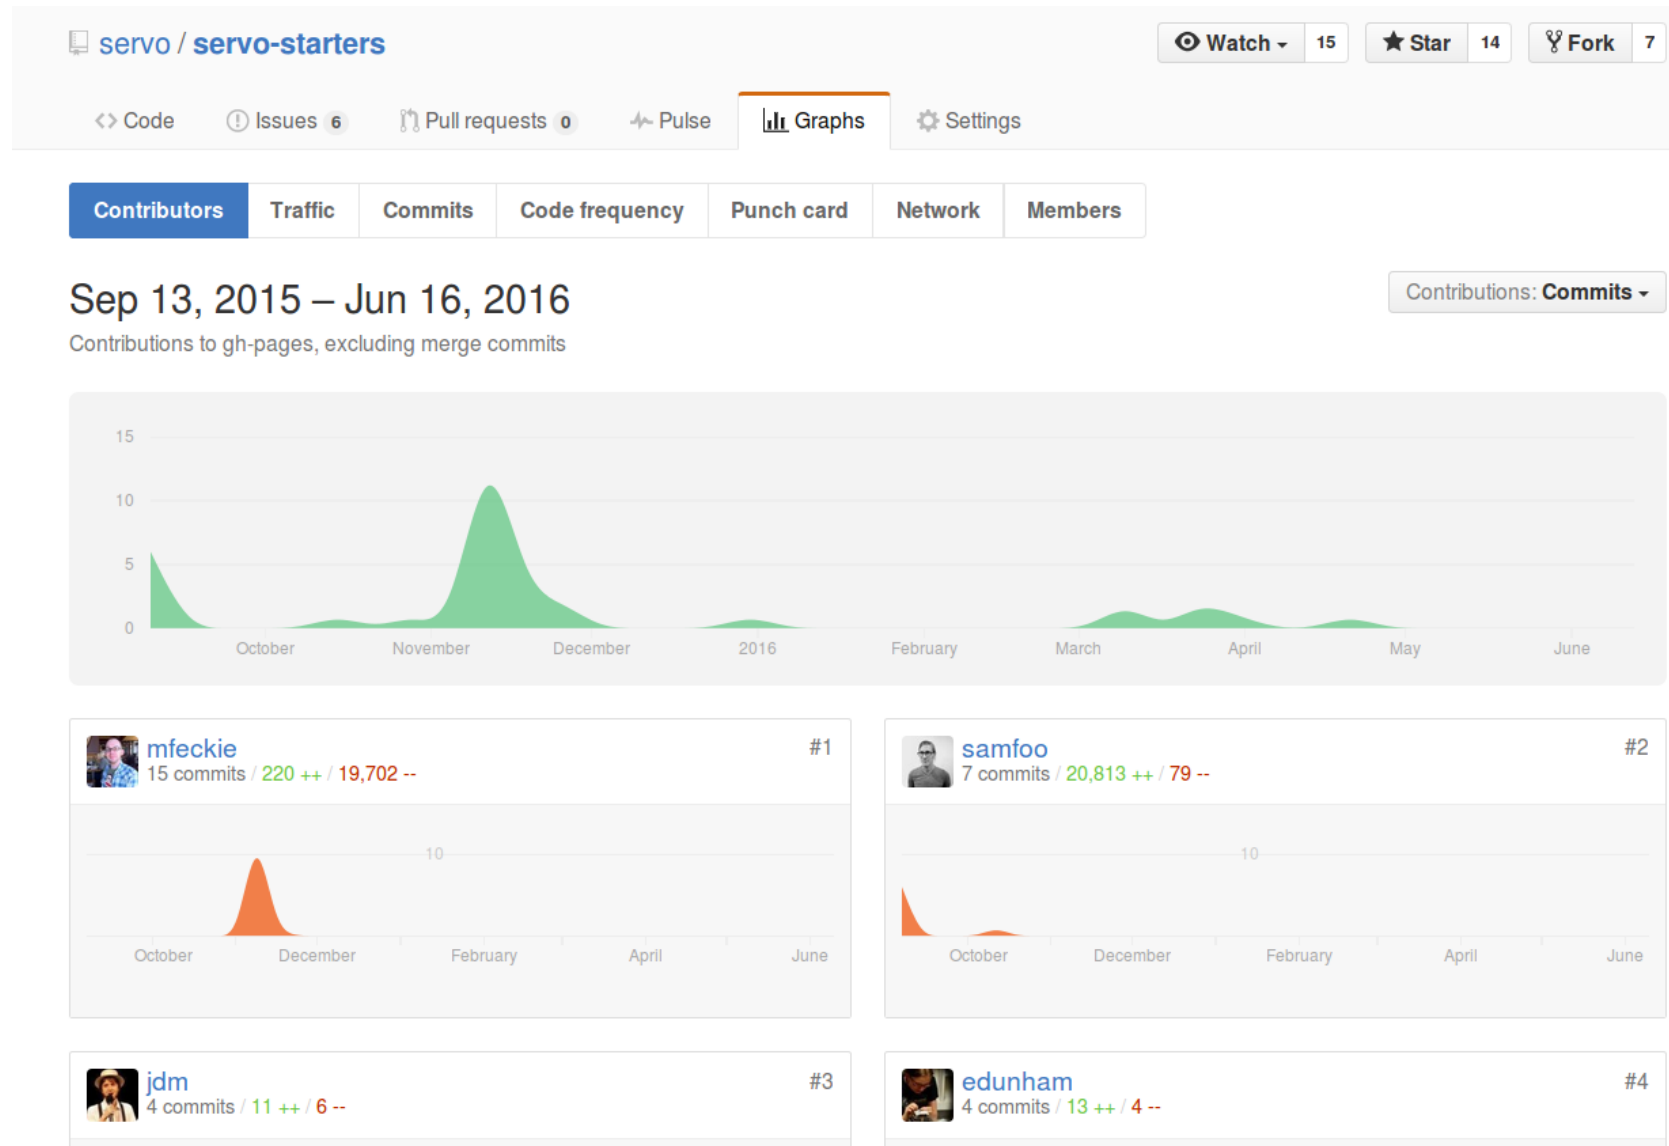 servo / servo-starters
Watch 15 Star 14 Fork 7
Code Issues 6 Pull requests 0 Pulse Graphs Settings
Contributors Traffic Commits Code frequency Punch card Network Members
Sep 13, 2015 – Jun 16, 2016
Contributions: Commits
Contributions to gh-pages, excluding merge commits
15
10
5
0
October November December 2016 February March April May June
mfeckie #1
15 commits / 220 ++ / 19,702 --
10
October December February April June
samfoo #2
7 commits / 20,813 ++ / 79 --
10
October December February April June
jdm #3
4 commits / 11 ++ / 6 --
edunham #4
4 commits / 13 ++ / 4 --